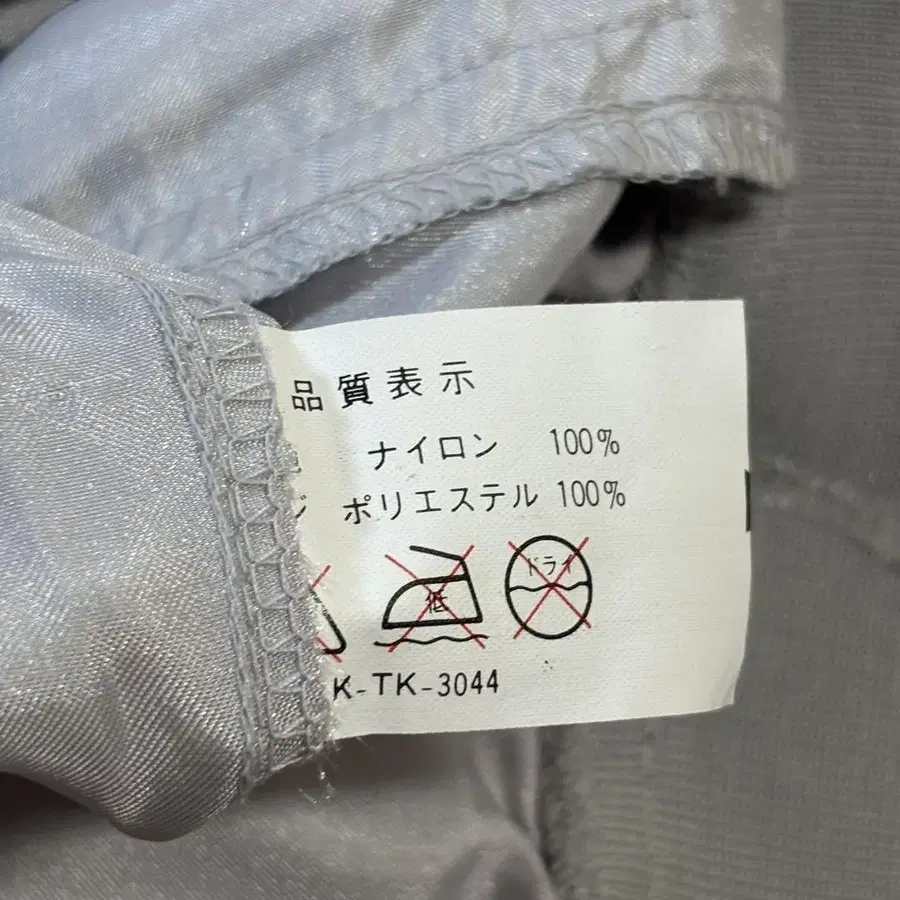 品質表示
ナイロン 100%
ポリエステル 100%
低
ドライ
K-TK-3044